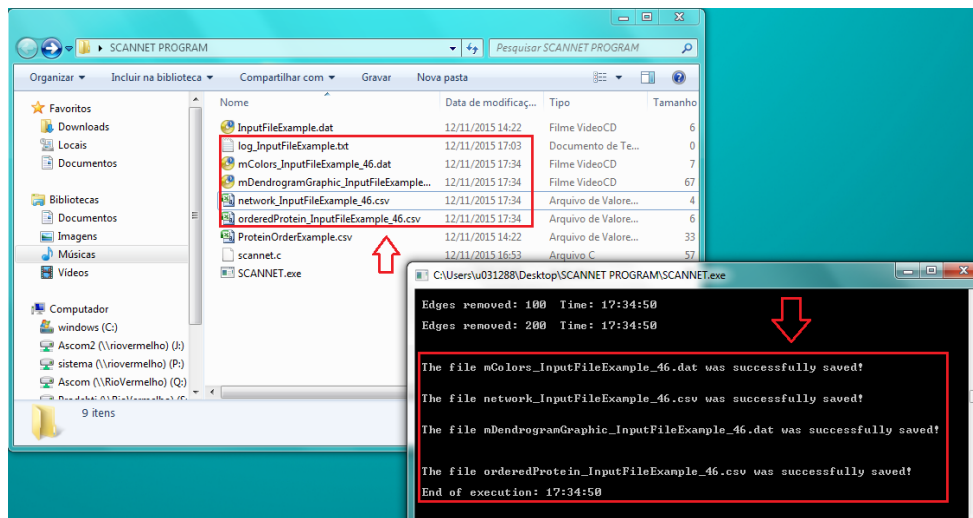 SCANNET PROGRAM
Pesquisar SCANNET PROGRAM
Organizar Incluir na biblioteca Compartilhar com Gravar Nova pasta
Favoritos
Downloads
Locais
Documentos
Bibliotecas
Documentos
Imagens
Músicas
Vídeos
Computador
windows (C:)
Ascom2 (\\riovermelho) (J:)
sistema (\\riovermelho) (P:)
Ascom (\\RioVermelho) (Q:)
Nome Data de modificaç... Tipo Tamanho
InputFileExample.dat 12/11/2015 14:22 Filme VideoCD 6
log_InputFileExample.txt 12/11/2015 17:03 Documento de Te... 0
mColors_InputFileExample_46.dat 12/11/2015 17:34 Filme VideoCD 7
mDendrogramGraphic_InputFileExample... 12/11/2015 17:34 Filme VideoCD 67
network_InputFileExample_46.csv 12/11/2015 17:34 Arquivo de Valore... 4
orderedProtein_InputFileExample_46.csv 12/11/2015 17:34 Arquivo de Valore... 6
ProteinOrderExample.csv 12/11/2015 14:22 Arquivo de Valore... 33
scannet.c 12/11/2015 16:53 Arquivo C 57
SCANNET.exe
9 itens
C:\Users\u031288\Desktop\SCANNET PROGRAM\SCANNET.exe
Edges removed: 100 Time: 17:34:50
Edges removed: 200 Time: 17:34:50
The file mColors_InputFileExample_46.dat was successfully saved!
The file network_InputFileExample_46.csv was successfully saved!
The file mDendrogramGraphic_InputFileExample_46.dat was successfully saved!
The file orderedProtein_InputFileExample_46.csv was successfully saved!
End of execution: 17:34:50